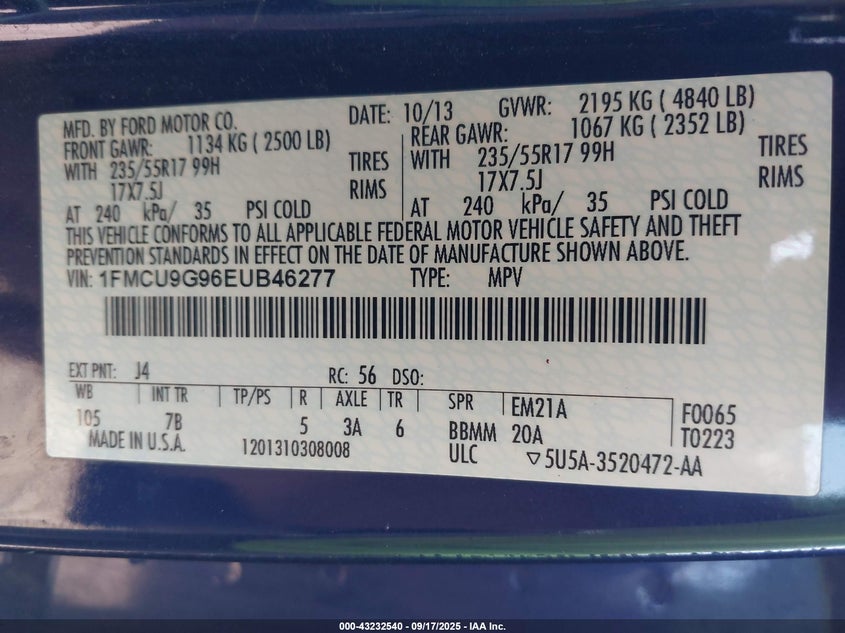 MFD. BY FORD MOTOR CO. DATE: 10/13 GVWR: 2195 KG ( 4840 LB)
FRONT GAWR: 1134 KG ( 2500 LB) REAR GAWR: 1067 KG ( 2352 LB)
WITH 235/55R17 99H TIRES WITH 235/55R17 99H TIRES
17X7.5J RIMS 17X7.5J RIMS
AT 240 kPa/ 35 PSI COLD AT 240 kPa/ 35 PSI COLD
THIS VEHICLE CONFORMS TO ALL APPLICABLE FEDERAL MOTOR VEHICLE SAFETY AND THEFT
PREVENTION STANDARDS IN EFFECT ON THE DATE OF MANUFACTURE SHOWN ABOVE.
VIN: 1FMCU9G96EUB46277 TYPE: MPV
EXT PNT: J4 RC: 56 DSO:
WB INT TR TP/PS R AXLE TR SPR EM21A F0065
105 7B 5 3A 6 BBMM 20A T0223
MADE IN U.S.A. 1201310308008 ULC ▽5U5A-3520472-AA
000-43232540 - 09/17/2025 - IAA Inc.